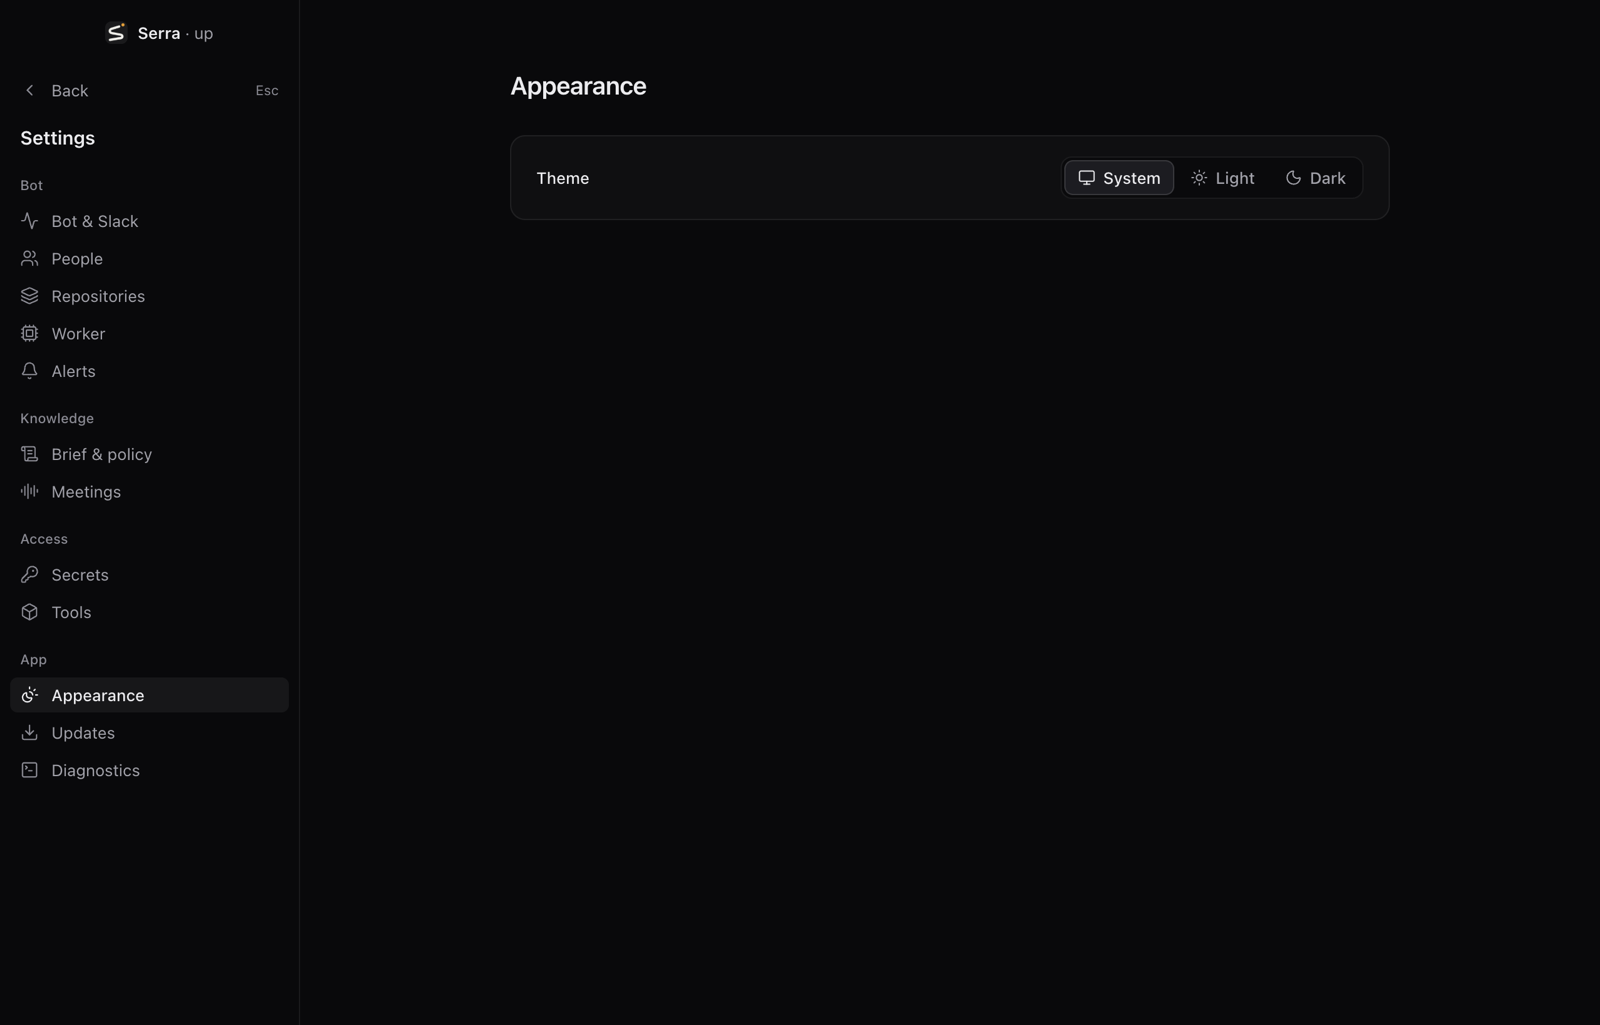 Serra · up
Back Esc
Settings
Bot
Bot & Slack
People
Repositories
Worker
Alerts
Knowledge
Brief & policy
Meetings
Access
Secrets
Tools
App
Appearance
Updates
Diagnostics
Appearance
Theme System Light Dark